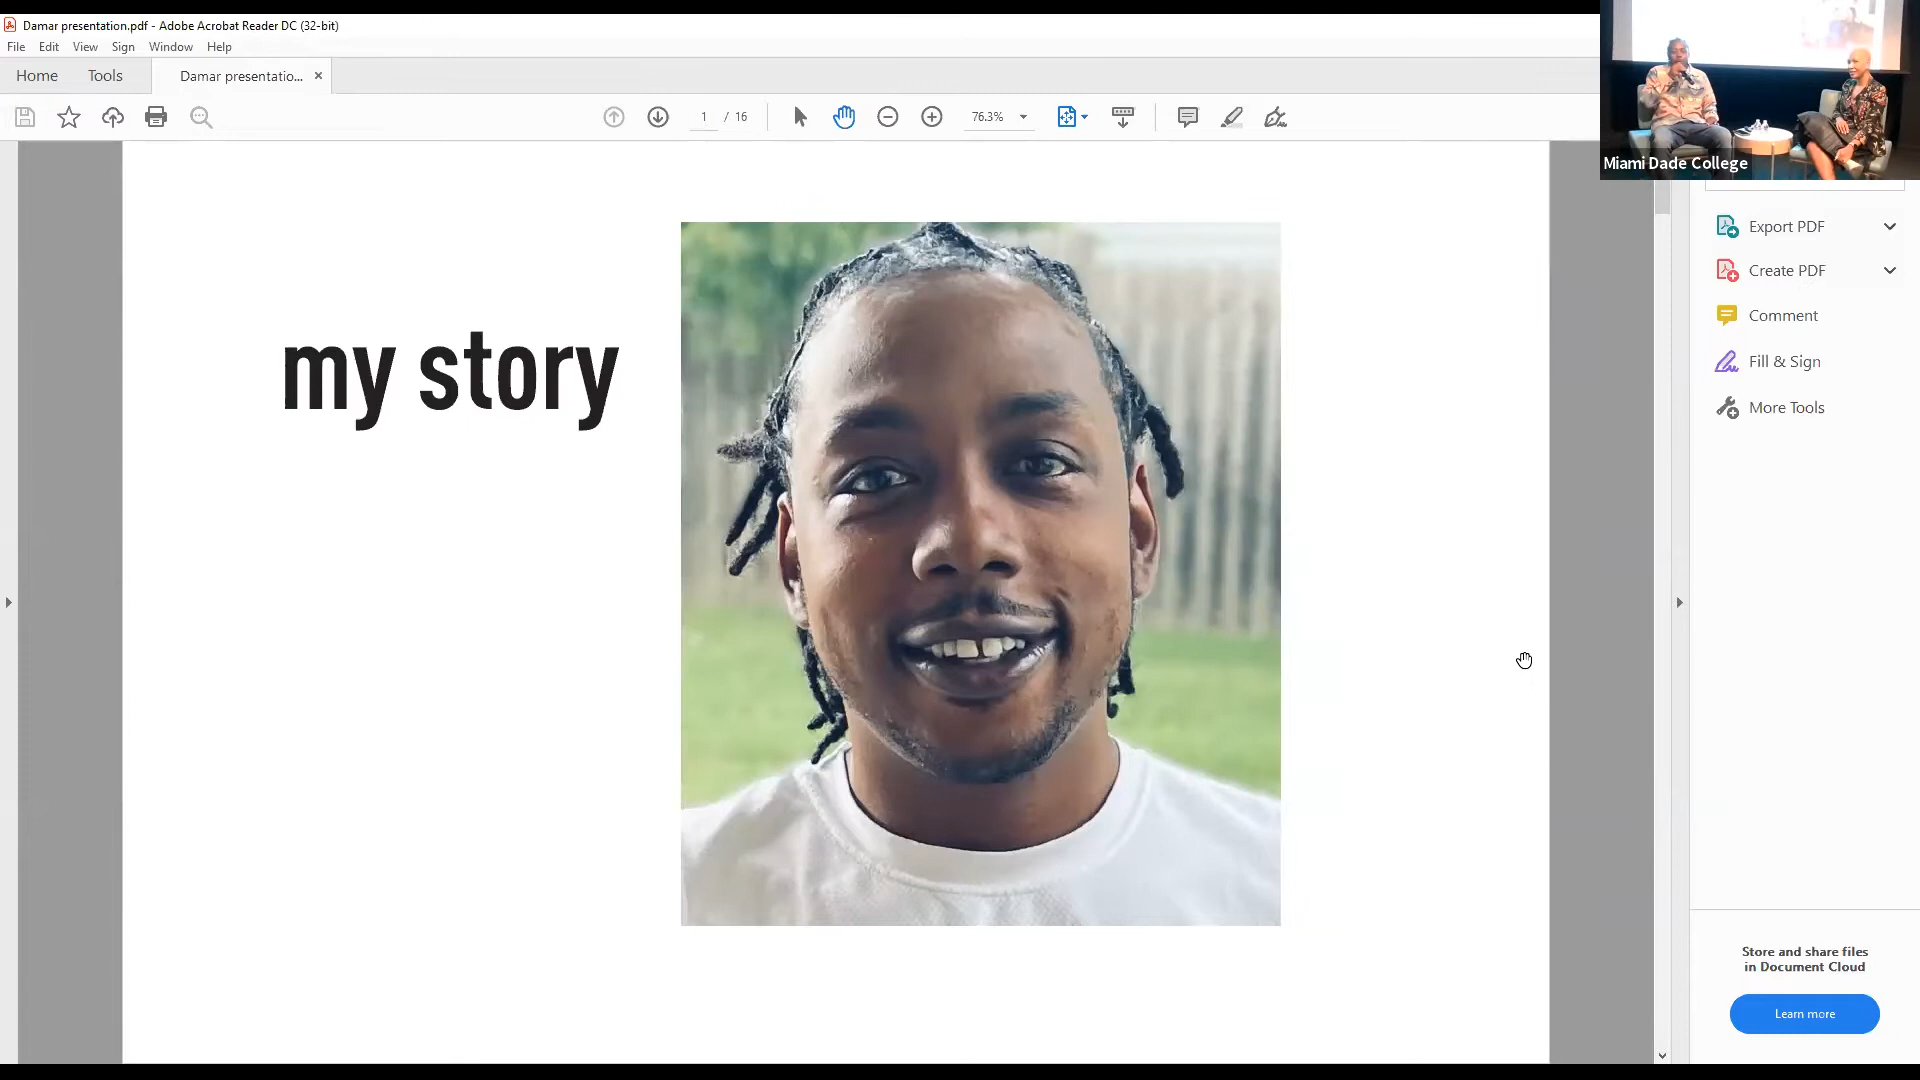 Damar presentation.pdf - Adobe Acrobat Reader DC (32-bit)
File Edit View Sign Window Help
Home Tools Damar presentatio... ×
1 / 16 76.3%
Miami Dade College
my story
Export PDF
Create PDF
Comment
Fill & Sign
More Tools
Store and share files
in Document Cloud
Learn more